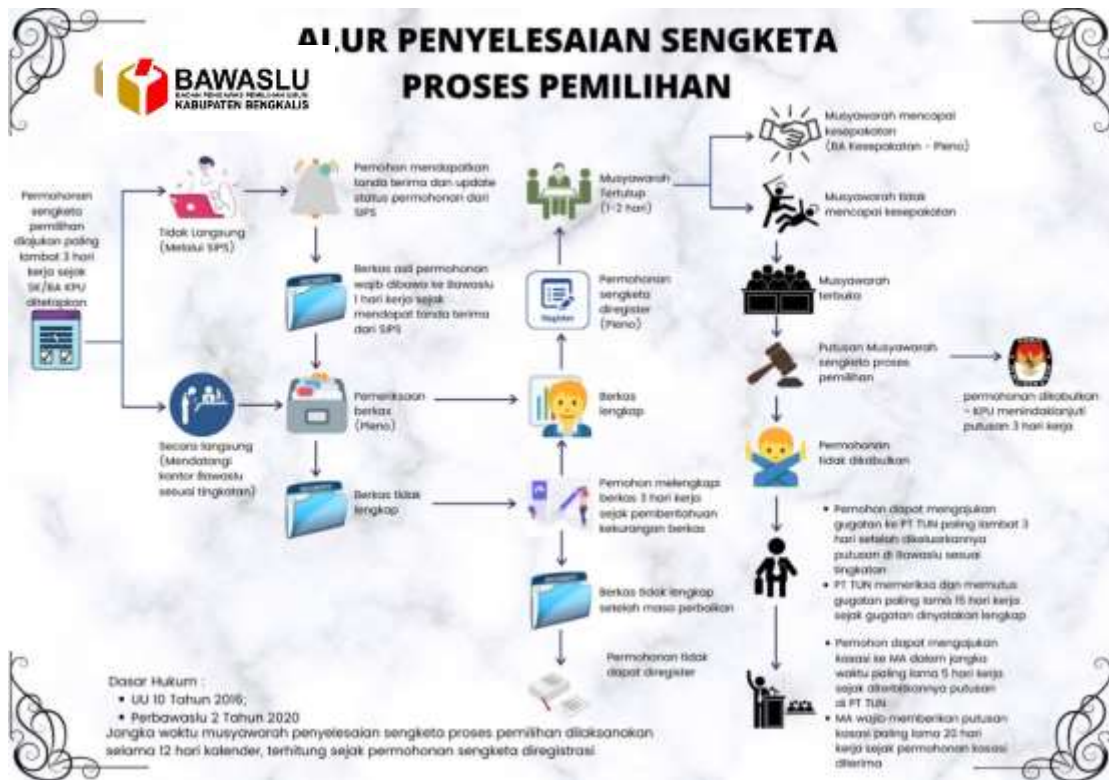 ALUR PENYELESAIAN SENGKETA
PROSES PEMILIHAN
BAWASLU
BADAN PENGAWAS PEMILIHAN UMUM
KABUPATEN BENGKALIS
Permohonan
sengketa
pemilihan
diajukan paling
lambat 3 hari
kerja sejak
SK/BA KPU
ditetapkan
Tidak Langsung
(Melalui SIPS)
Pemohon mendapatkan
tanda terima dan update
status permohonan dari
SIPS
Berkas asli permohonan
wajib dibawa ke Bawaslu
1 hari kerja sejak
mendapat tanda terima
dari SIPS
Secara langsung
(Mendatangi
kantor Bawaslu
sesuai tingkatan)
Pemeriksaan
berkas
(Pleno)
Berkas tidak
lengkap
Musyawarah
Tertutup
(1-2 hari)
Register
Permohonan
sengketa
diregister
(Pleno)
Berkas
lengkap
Pemohon melengkapi
berkas 3 hari kerja
sejak pemberitahuan
kekurangan berkas
Berkas tidak lengkap
setelah masa perbaikan
Permohonan tidak
dapat diregister
Musyawarah mencapai
kesepakatan
(BA Kesepakatan - Pleno)
Musyawarah tidak
mencapai kesepakatan
Musyawarah
terbuka
Putusan Musyawarah
sengketa proses
pemilihan
permohonan dikabulkan
- KPU menindaklanjuti
putusan 3 hari kerja
Permohonan
tidak dikabulkan
• Pemohon dapat mengajukan
gugatan ke PT TUN paling lambat 3
hari setelah dikeluarkannya
putusan di Bawaslu sesuai
tingkatan
• PT TUN memeriksa dan memutus
gugatan paling lama 15 hari kerja
sejak gugatan dinyatakan lengkap
• Pemohon dapat mengajukan
kasasi ke MA dalam jangka
waktu paling lama 5 hari kerja
sejak diterbitkannya putusan
di PT TUN
• MA wajib memberikan putusan
kasasi paling lama 20 hari
kerja sejak permohonan kasasi
diterima
Dasar Hukum :
• UU 10 Tahun 2016;
• Perbawaslu 2 Tahun 2020
Jangka waktu musyawarah penyelesaian sengketa proses pemilihan dilaksanakan
selama 12 hari kalender, terhitung sejak permohonan sengketa diregistrasi